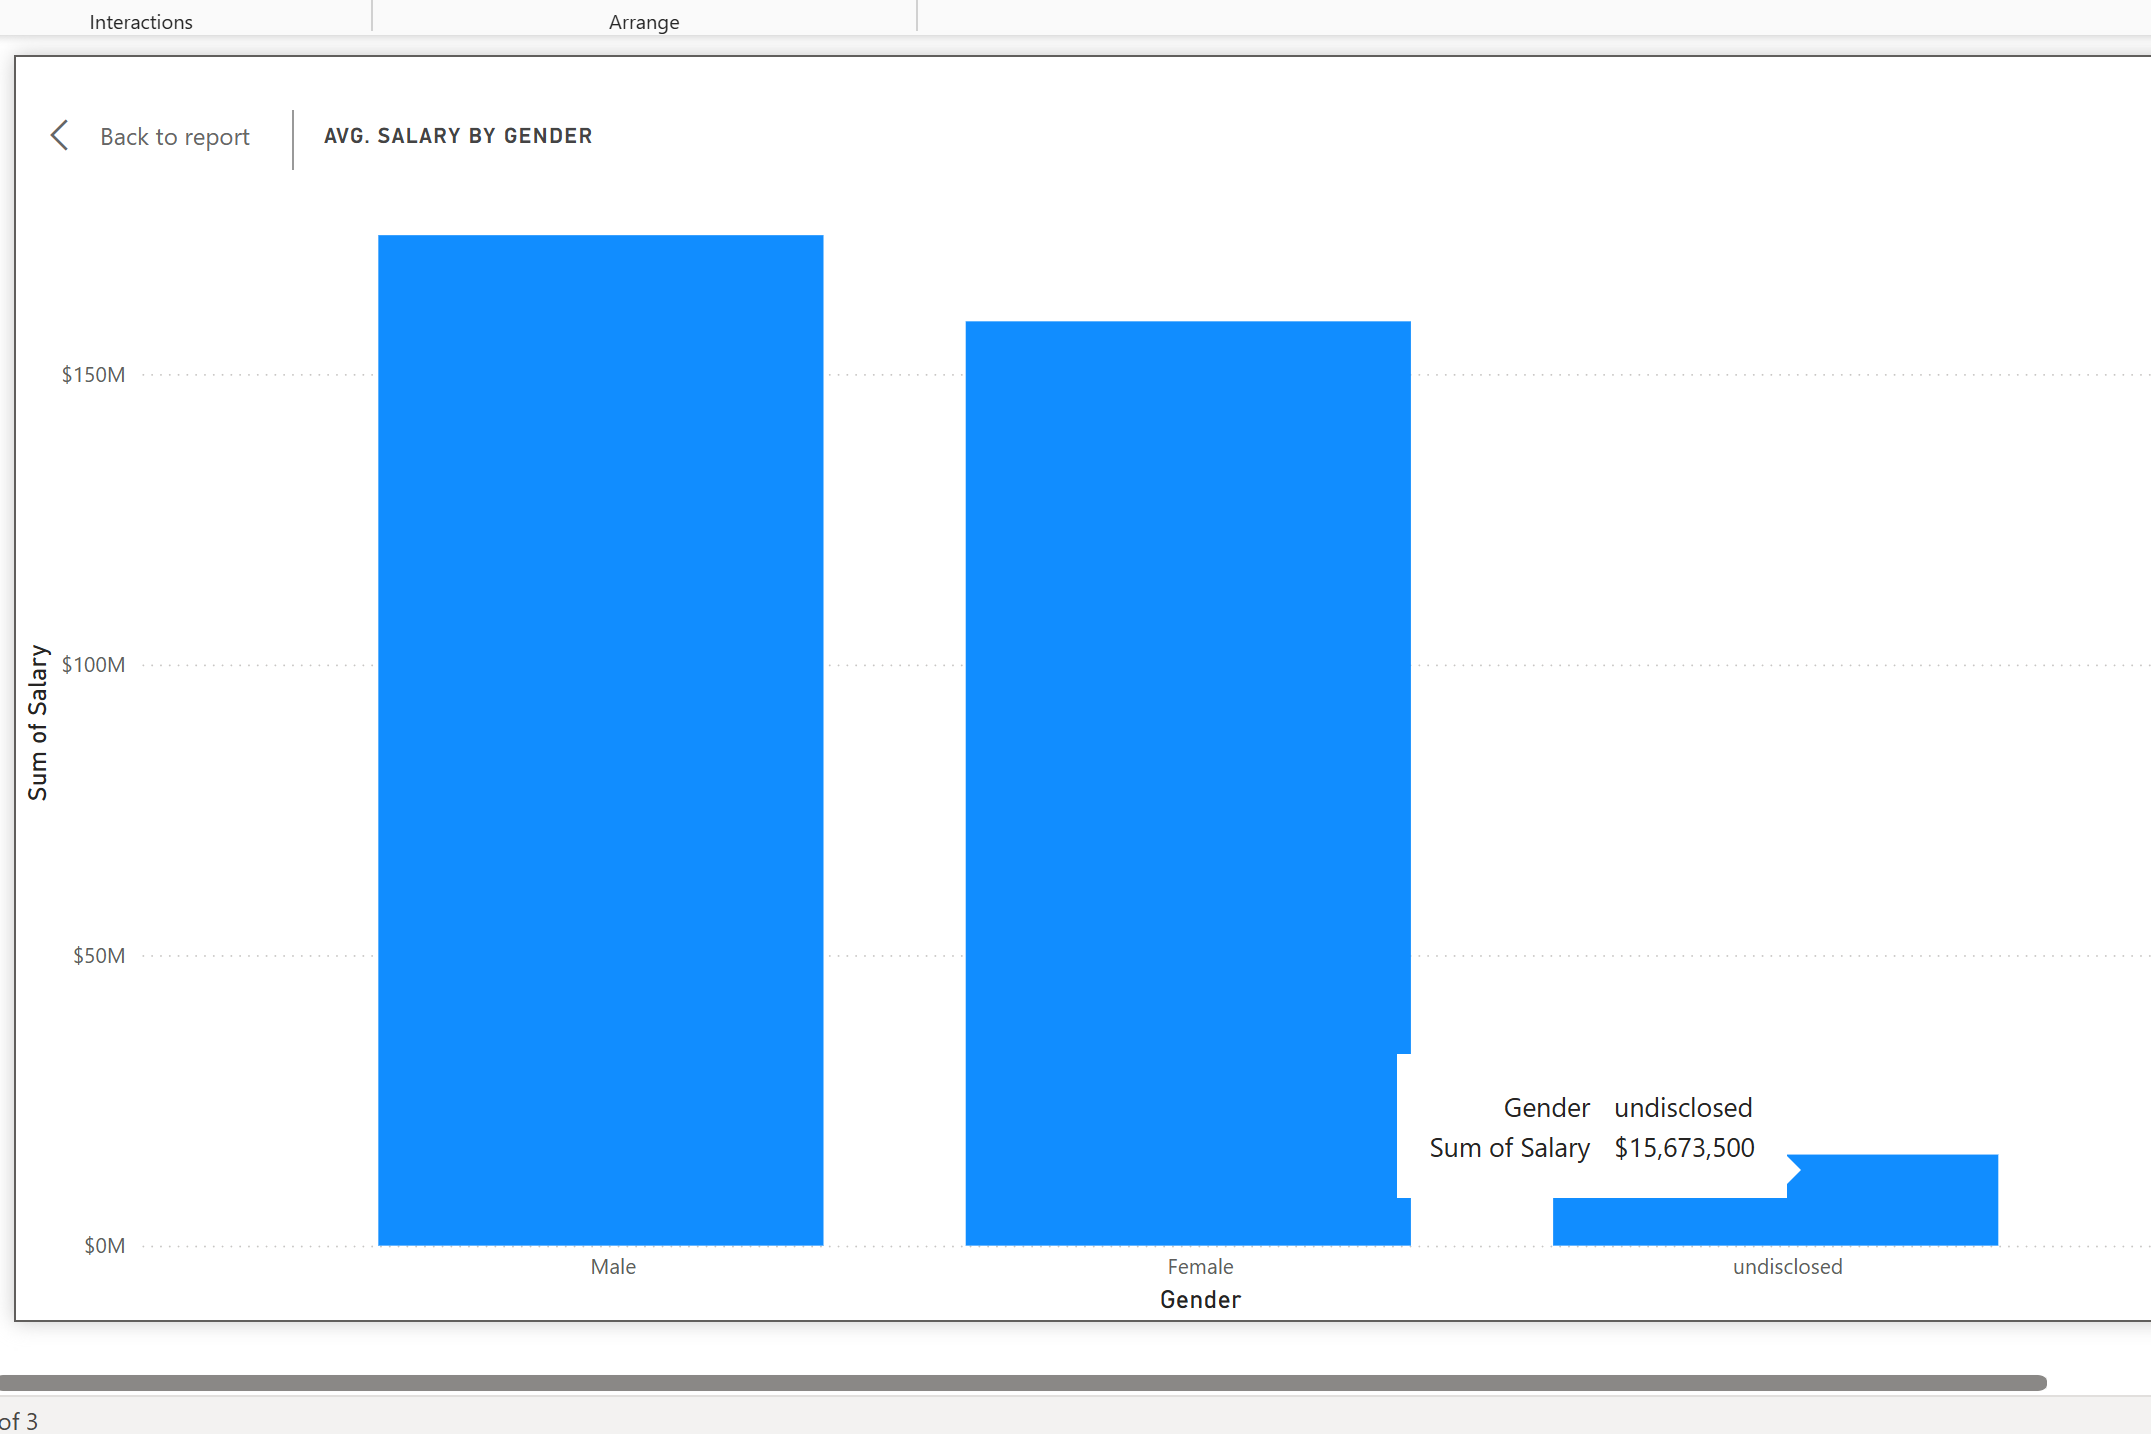 Interactions
Arrange
Back to report
AVG. SALARY BY GENDER
$150M
$100M
$50M
$0M
Sum of Salary
Gender undisclosed
Sum of Salary $15,673,500
Male
Female
undisclosed
Gender
of 3